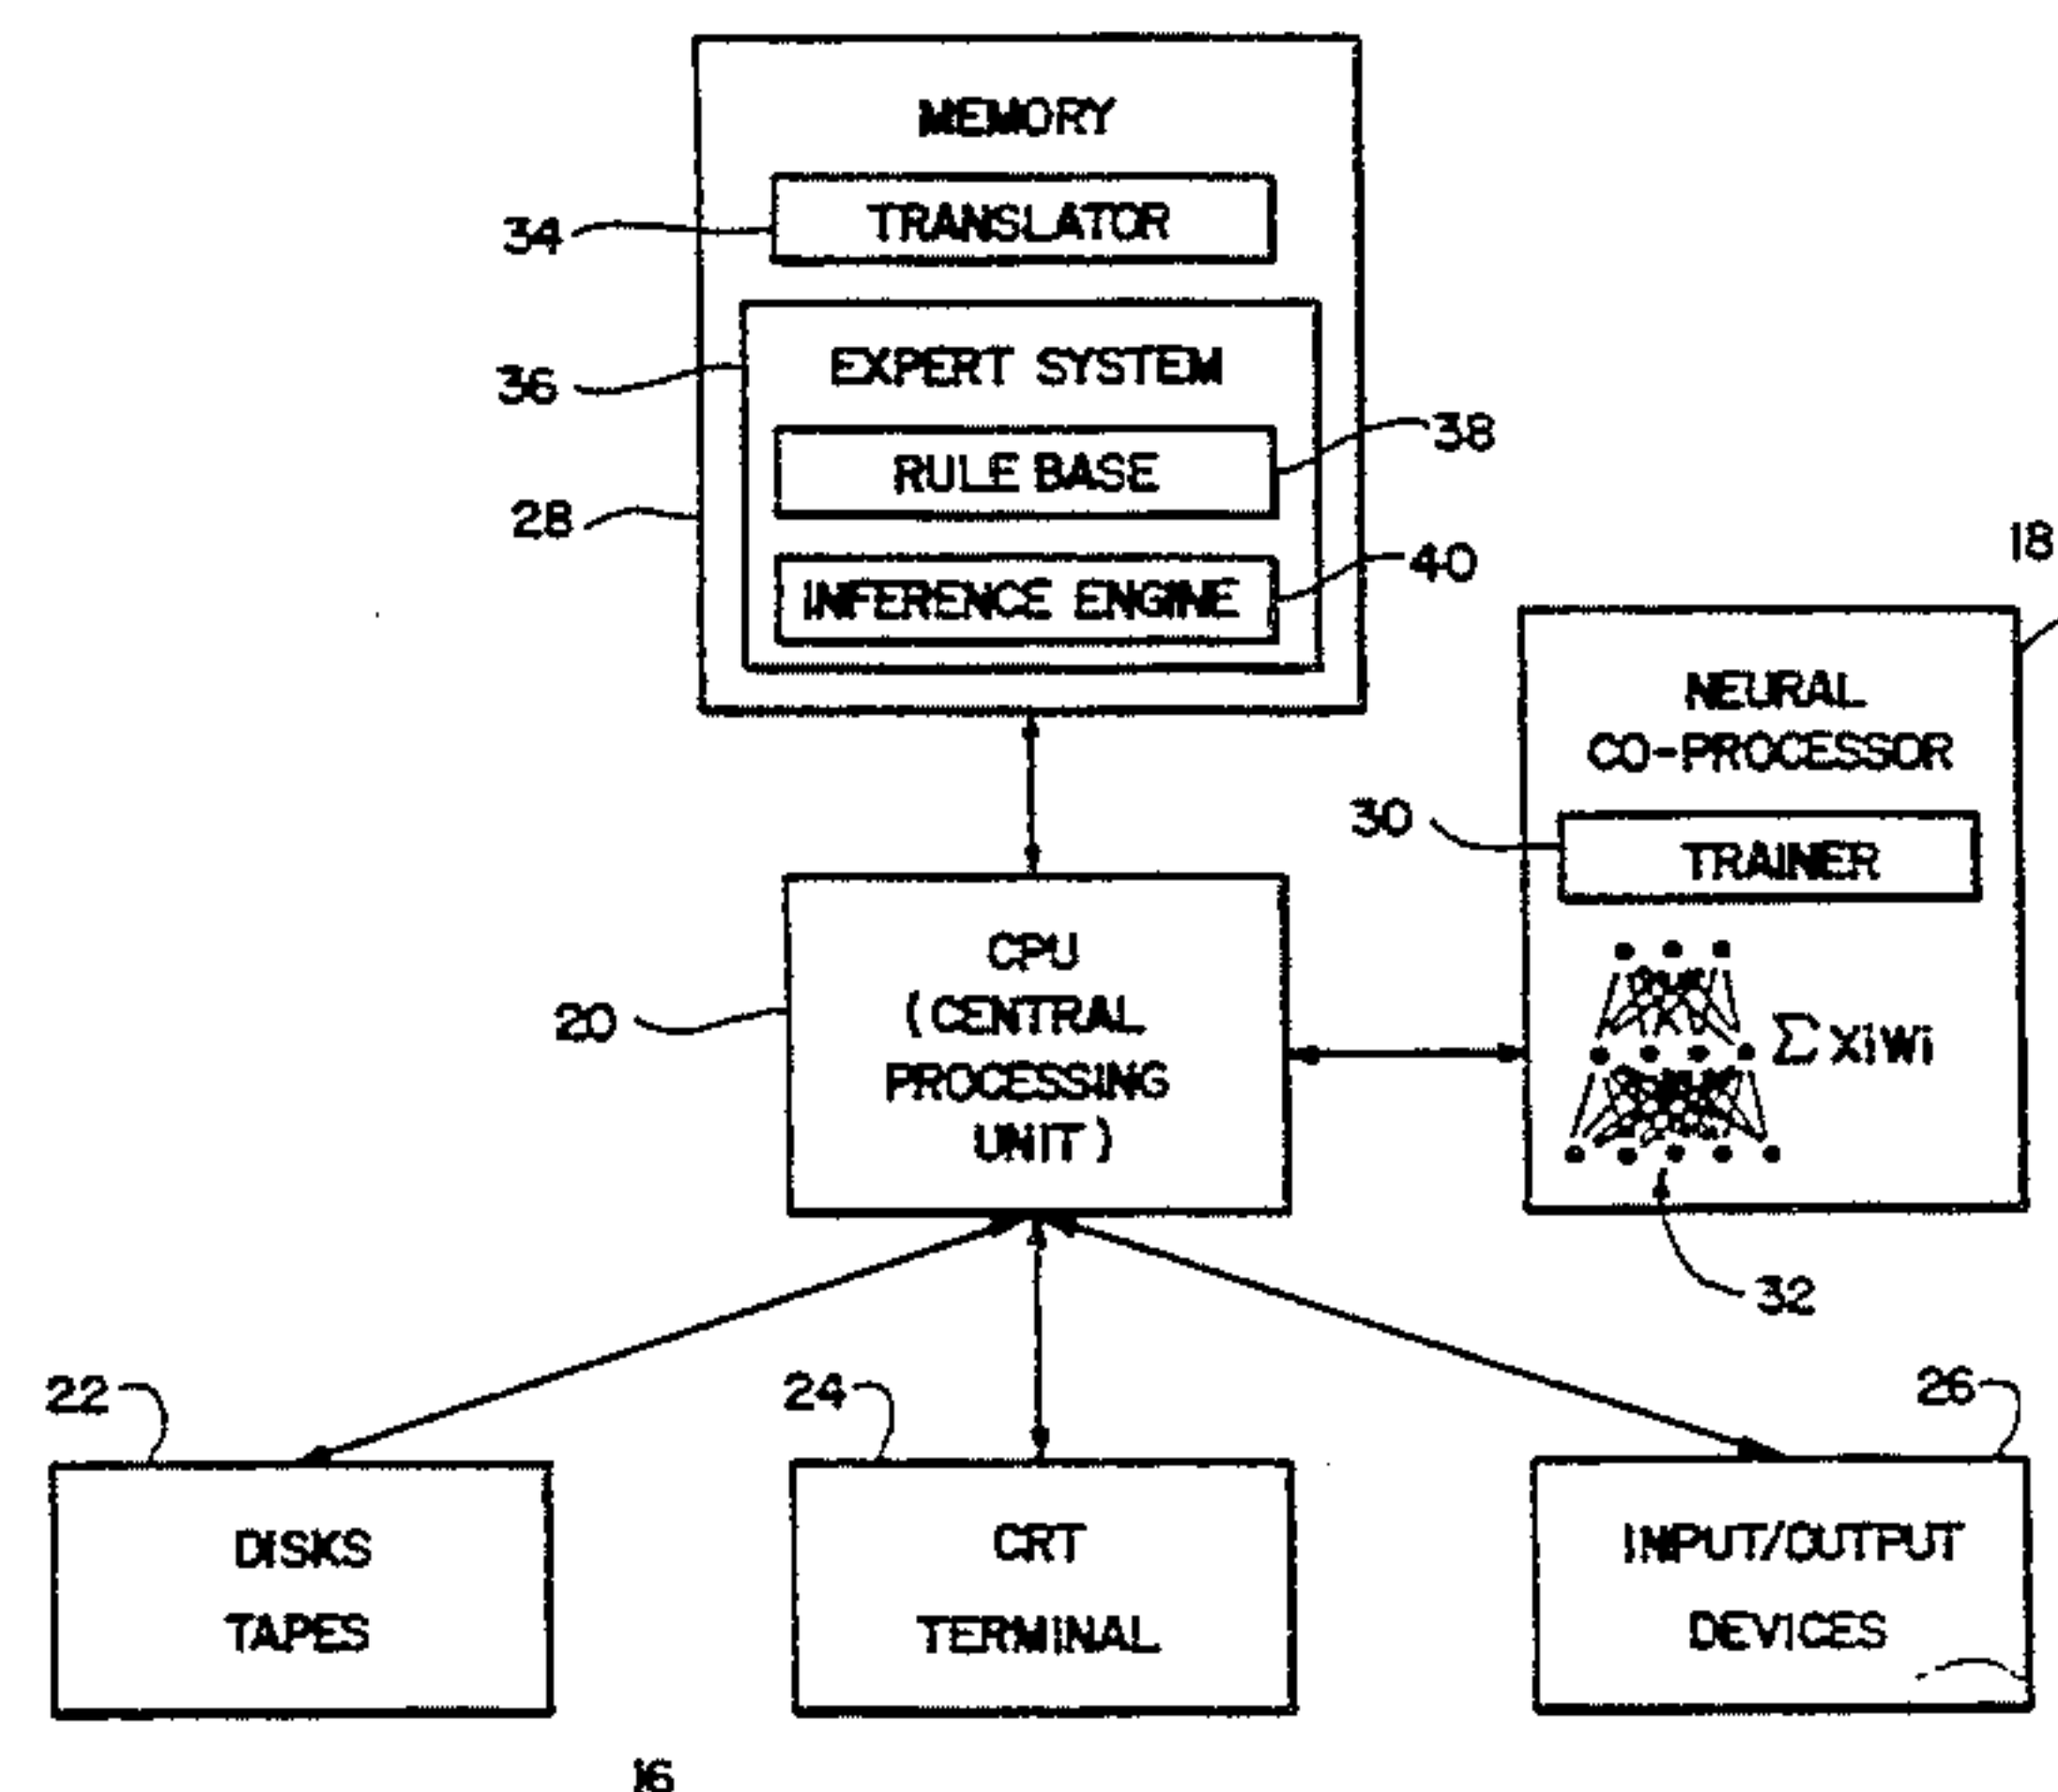 MEMORY
34
TRANSLATOR
36
EXPERT SYSTEM
38
RULE BASE
28
40
INFERENCE ENGINE
18
NEURAL
CO-PROCESSOR
30
TRAINER
20
CPU
(CENTRAL
PROCESSING
UNIT)
Σ XiWi
32
22
24
26
DISKS
TAPES
CRT
TERMINAL
INPUT/OUTPUT
DEVICES
16